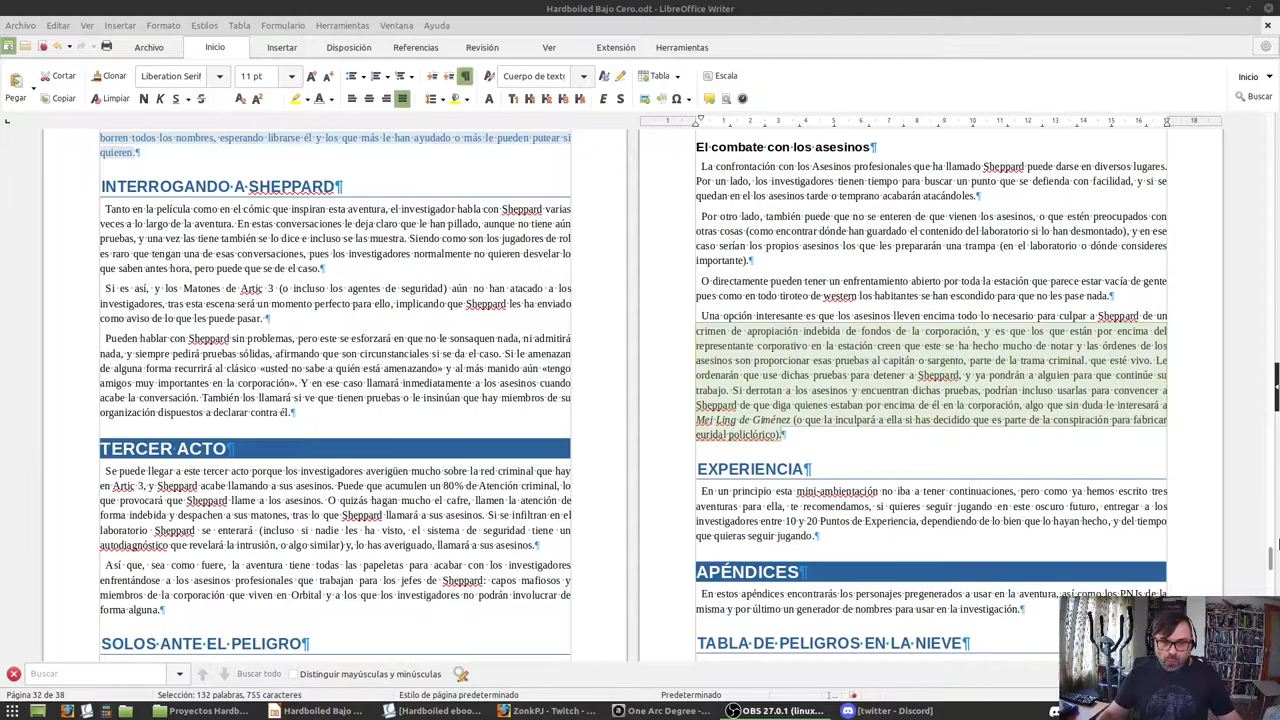 Hardboiled Bajo Cero.odt - LibreOffice Writer
Archivo Editar Ver Insertar Formato Estilos Tabla Formulario Herramientas Ventana Ayuda
Archivo Inicio Insertar Disposición Referencias Revisión Ver Extensión Herramientas
Cortar Clonar Liberation Serif 11 pt Cuerpo de texto Tabla Escala Inicio
Pegar Copiar Limpiar Buscar
borren todos los nombres, esperando librarse él y los que más le han ayudado o más le pueden putear si
quieren.¶
INTERROGANDO A SHEPPARD¶
Tanto en la película como en el cómic que inspiran esta aventura, el investigador habla con Sheppard varias
veces a lo largo de la aventura. En estas conversaciones le deja claro que le han pillado, aunque no tiene aún
pruebas, y una vez las tiene también se lo dice e incluso se las muestra. Siendo como son los jugadores de rol
es raro que tengan una de esas conversaciones, pues los investigadores normalmente no quieren desvelar lo
que saben antes hora, pero puede que se de el caso.¶
Si es así, y los Matones de Artic 3 (o incluso los agentes de seguridad) aún no han atacado a los
investigadores, tras esta escena será un momento perfecto para ello, implicando que Sheppard les ha enviado
como aviso de lo que les puede pasar. ¶
Pueden hablar con Sheppard sin problemas, pero este se esforzará en que no le sonsaquen nada, ni admitirá
nada, y siempre pedirá pruebas sólidas, afirmando que son circunstanciales si se da el caso. Si le amenazan
de alguna forma recurrirá al clásico «usted no sabe a quién está amenazando» y al más manido aún «tengo
amigos muy importantes en la corporación». Y en ese caso llamará inmediatamente a los asesinos cuando
acabe la conversación. También los llamará si ve que tienen pruebas o le insinúan que hay miembros de su
organización dispuestos a declarar contra él.¶
TERCER ACTO¶
Se puede llegar a este tercer acto porque los investigadores averigüen mucho sobre la red criminal que hay
en Artic 3, y Sheppard acabe llamando a sus asesinos. Puede que acumulen un 80% de Atención criminal, lo
que provocará que Sheppard llame a los asesinos. O quizás hagan mucho el cafre, llamen la atención de
forma indebida y despachen a sus matones, tras lo que Sheppard llamará a sus asesinos. Si se infiltran en el
laboratorio Sheppard se enterará (incluso si nadie les ha visto, el sistema de seguridad tiene un
autodiagnóstico que revelará la intrusión, o algo similar) y, lo has averiguado, llamará a sus asesinos.¶
Así que, sea como fuere, la aventura tiene todas las papeletas para acabar con los investigadores
enfrentándose a los asesinos profesionales que trabajan para los jefes de Sheppard: capos mafiosos y
miembros de la corporación que viven en Orbital y a los que los investigadores no podrán involucrar de
forma alguna.¶
SOLOS ANTE EL PELIGRO¶
El combate con los asesinos¶
La confrontación con los Asesinos profesionales que ha llamado Sheppard puede darse en diversos lugares.
Por un lado, los investigadores tienen tiempo para buscar un punto que se defienda con facilidad, y si se
quedan en el los asesinos tarde o temprano acabarán atacándoles.¶
Por otro lado, también puede que no se enteren de que vienen los asesinos, o que estén preocupados con
otras cosas (como encontrar dónde han guardado el contenido del laboratorio si lo han desmontado), y en ese
caso serían los propios asesinos los que les prepararán una trampa (en el laboratorio o dónde consideres
importante).¶
O directamente pueden tener un enfrentamiento abierto por toda la estación que parece estar vacía de gente
pues como en todo tiroteo de western los habitantes se han escondido para que no les pase nada.¶
Una opción interesante es que los asesinos lleven encima todo lo necesario para culpar a Sheppard de un
crimen de apropiación indebida de fondos de la corporación, y es que los que están por encima del
representante corporativo en la estación creen que este se ha hecho mucho de notar y las órdenes de los
asesinos son proporcionar esas pruebas al capitán o sargento, parte de la trama criminal. que esté vivo. Le
ordenarán que use dichas pruebas para detener a Sheppard, y ya pondrán a alguien para que continúe su
trabajo. Si derrotan a los asesinos y encuentran dichas pruebas, podrían incluso usarlas para convencer a
Sheppard de que diga quienes estaban por encima de él en la corporación, algo que sin duda le interesará a
Mei Ling de Giménez (o que la inculpará a ella si has decidido que es parte de la conspiración para fabricar
euridal policlórico).¶
EXPERIENCIA¶
En un principio esta mini-ambientación no iba a tener continuaciones, pero como ya hemos escrito tres
aventuras para ella, te recomendamos, si quieres seguir jugando en este oscuro futuro, entregar a los
investigadores entre 10 y 20 Puntos de Experiencia, dependiendo de lo bien que lo hayan hecho, y del tiempo
que quieras seguir jugando.¶
APÉNDICES¶
En estos apéndices encontrarás los personajes pregenerados a usar en la aventura, así como los PNJs de la
misma y por último un generador de nombres para usar en la investigación.¶
TABLA DE PELIGROS EN LA NIEVE¶
Buscar Buscar todo Distinguir mayúsculas y minúsculas
Página 32 de 38 Selección: 132 palabras, 755 caracteres Estilo de página predeterminado Predeterminado
Proyectos Hardb... Hardboiled Bajo ... [Hardboiled eboo... ZonkPJ - Twitch - ... One Arc Degree -... OBS 27.0.1 (linux... [twitter - Discord]